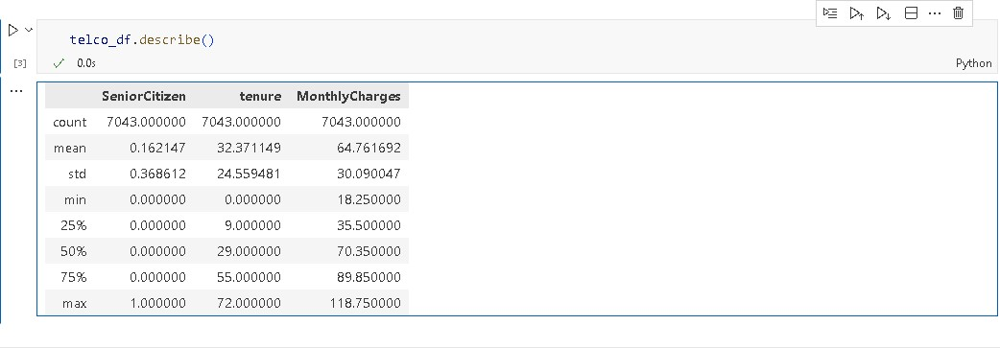 telco_df.describe()
[3] 0.0s Python
SeniorCitizen tenure MonthlyCharges
count 7043.000000 7043.000000 7043.000000
mean 0.162147 32.371149 64.761692
std 0.368612 24.559481 30.090047
min 0.000000 0.000000 18.250000
25% 0.000000 9.000000 35.500000
50% 0.000000 29.000000 70.350000
75% 0.000000 55.000000 89.850000
max 1.000000 72.000000 118.750000